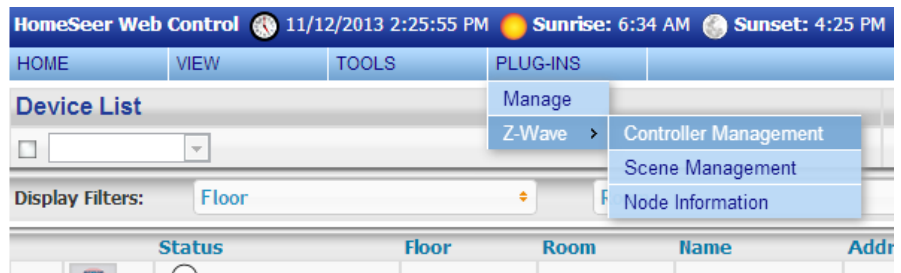 HomeSeer Web Control 11/12/2013 2:25:55 PM Sunrise: 6:34 AM Sunset: 4:25 PM
HOME VIEW TOOLS PLUG-INS
Device List Manage
Z-Wave Controller Management
Scene Management
Display Filters: Floor Node Information
Status Floor Room Name Addr